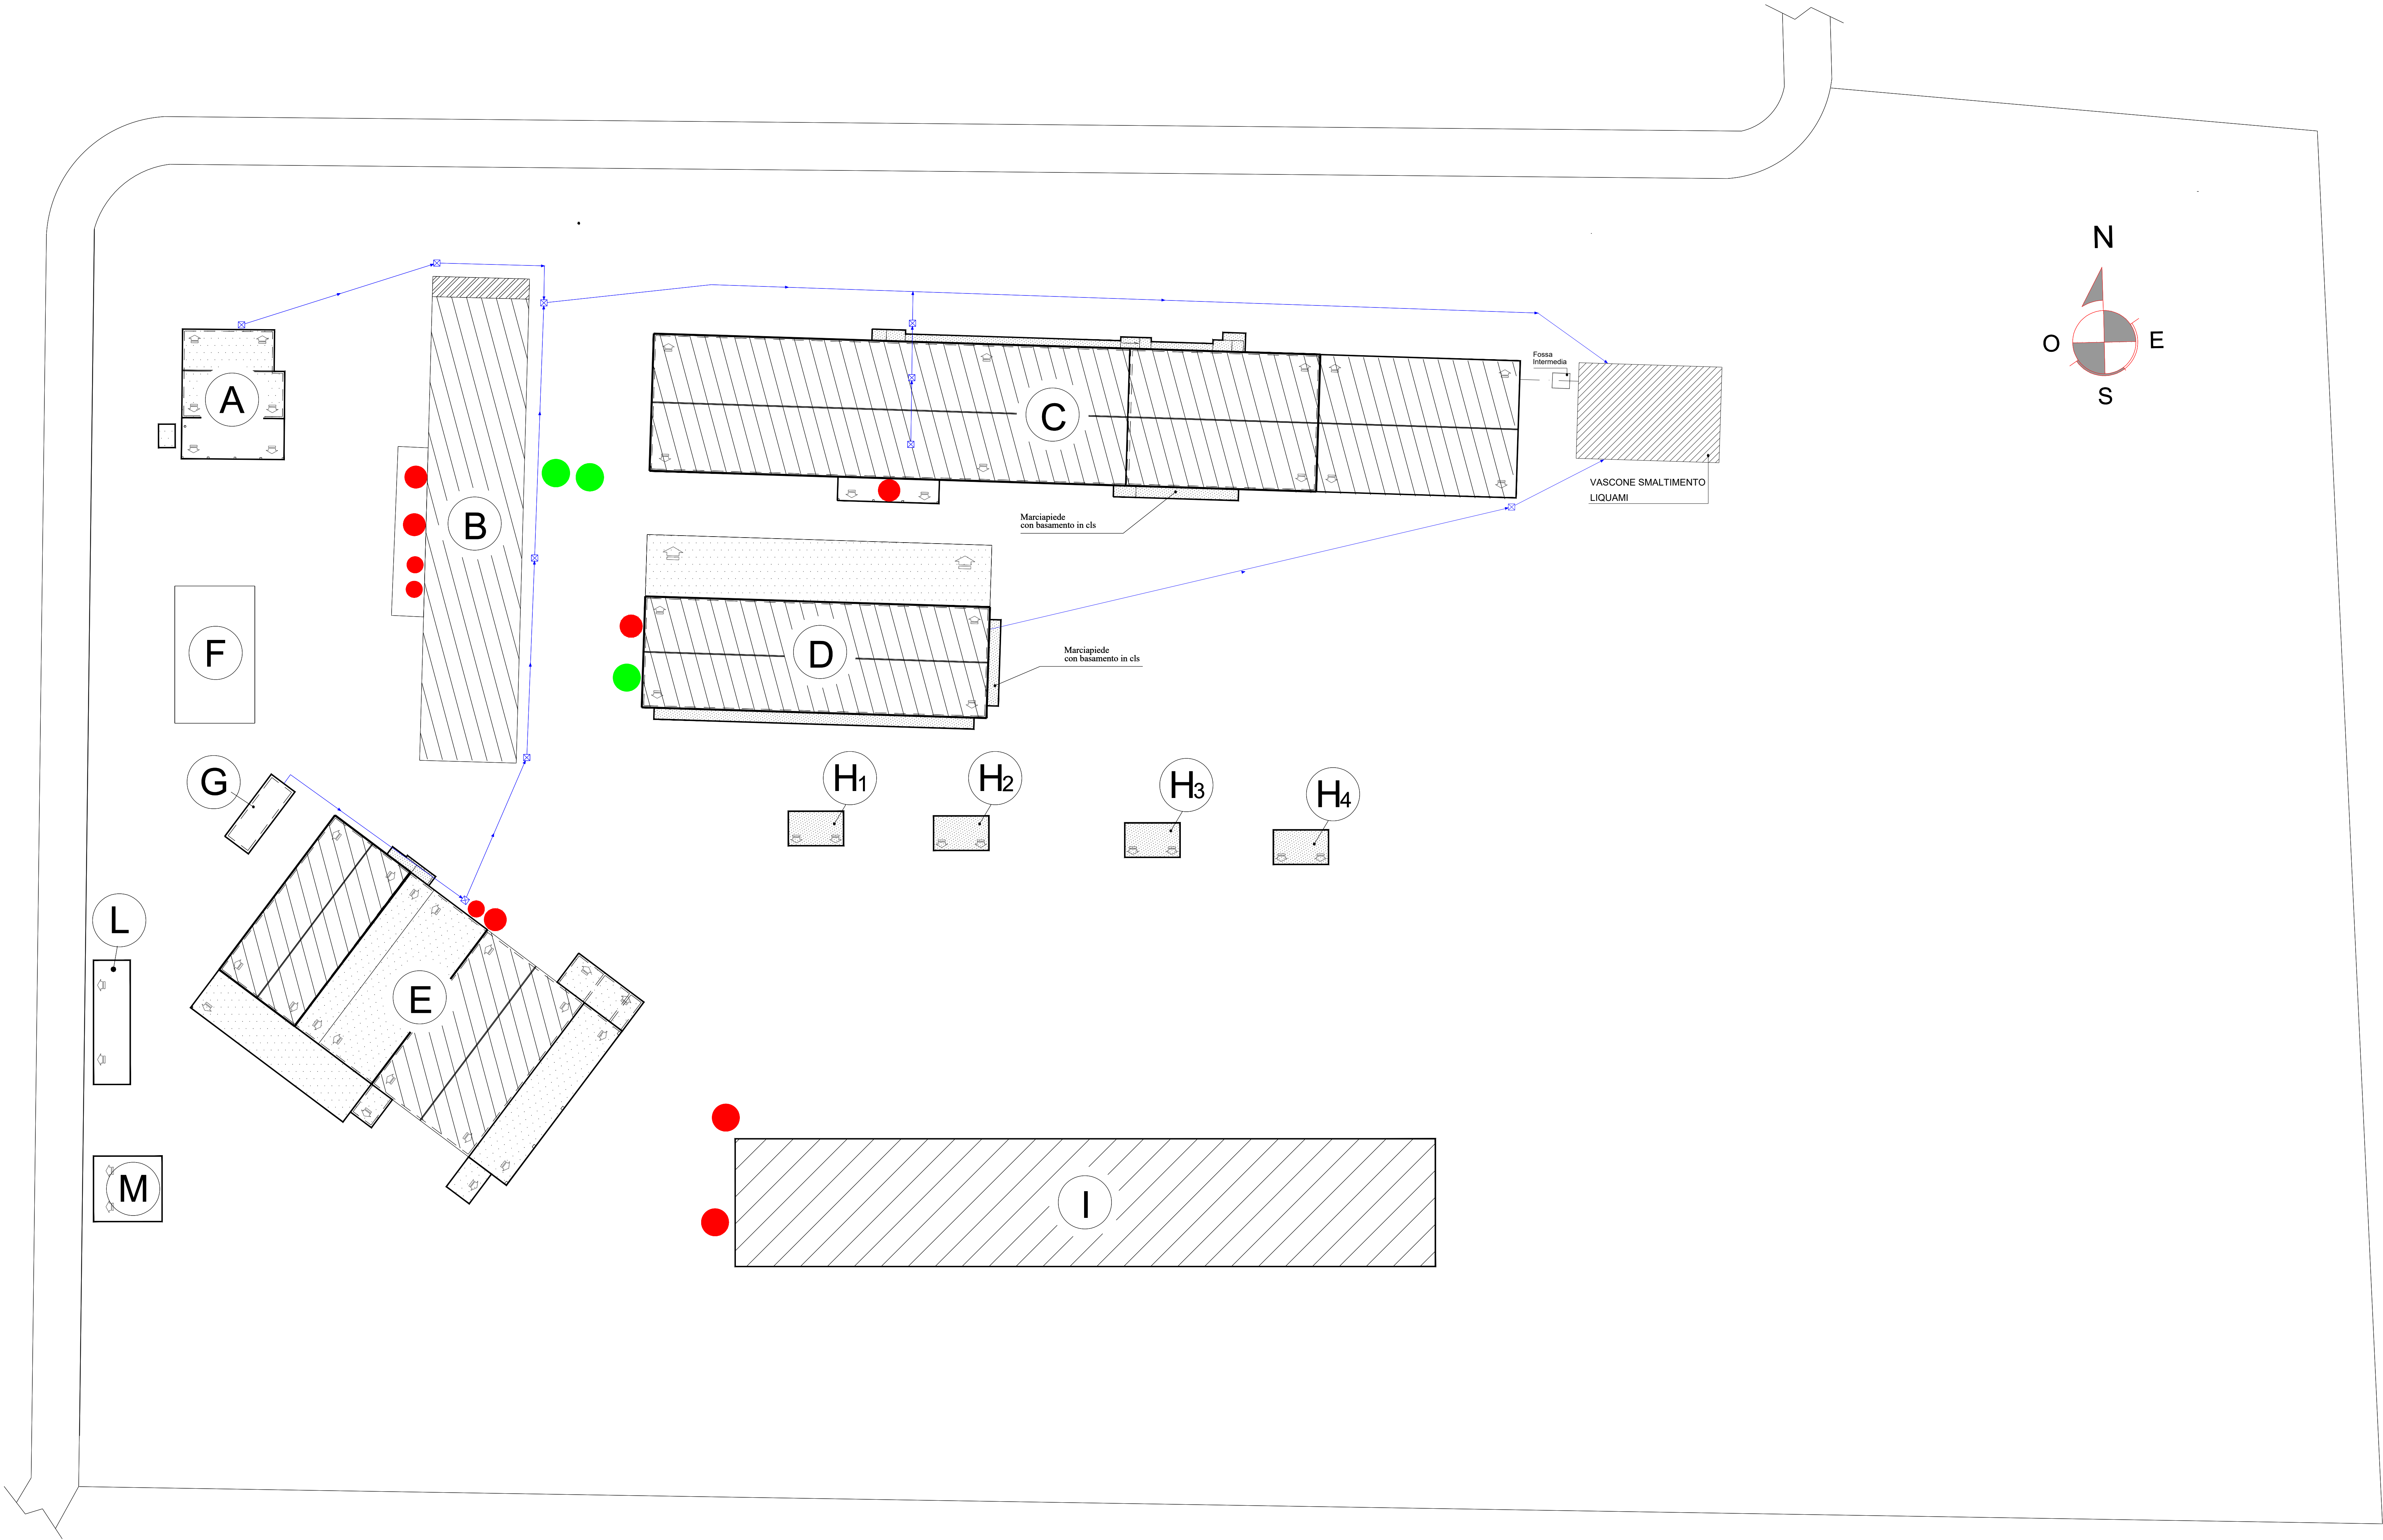 N
O
E
S
A
B
C
Fossa
Intermedia
VASCONE SMALTIMENTO
LIQUAMI
Marciapiede
con basamento in cls
D
Marciapiede
con basamento in cls
F
G
H1
H2
H3
H4
L
E
M
I